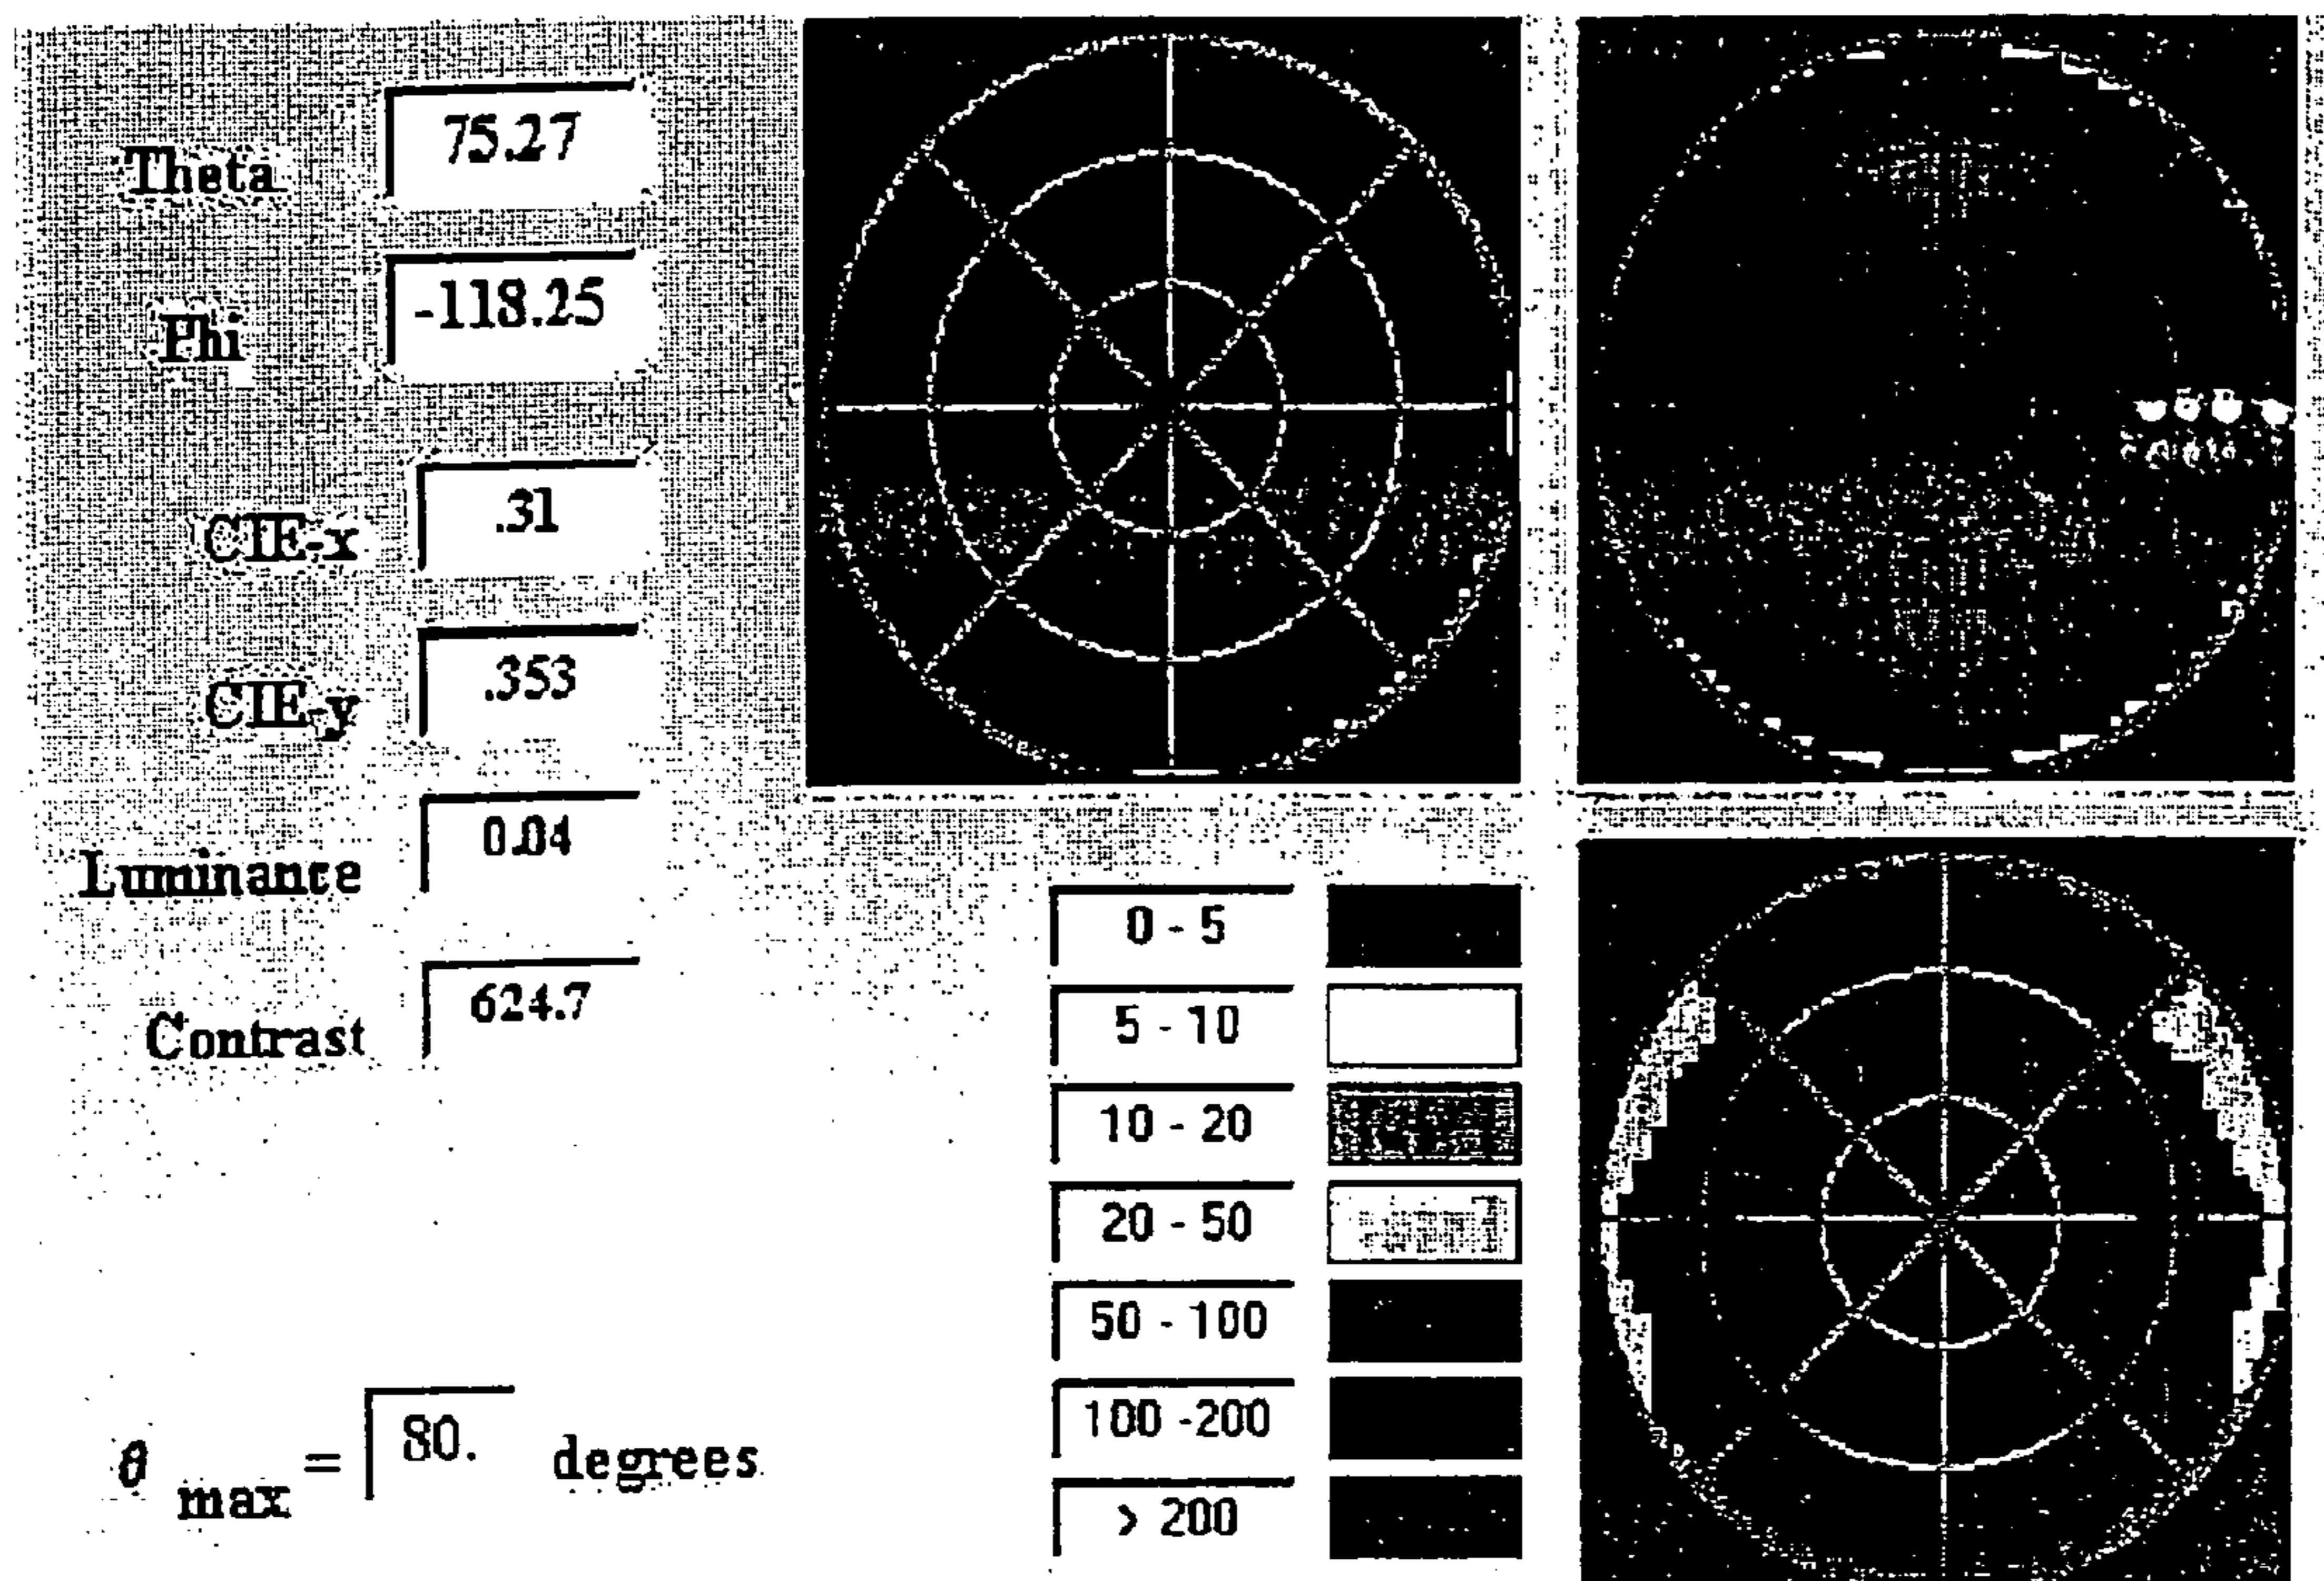 Theta 75.27
Phi -118.25
CIE-x .31
CIE-y .353
Luminance 0.04
Contrast 624.7
θ max = 80. degrees
0 - 5
5 - 10
10 - 20
20 - 50
50 - 100
100 -200
> 200